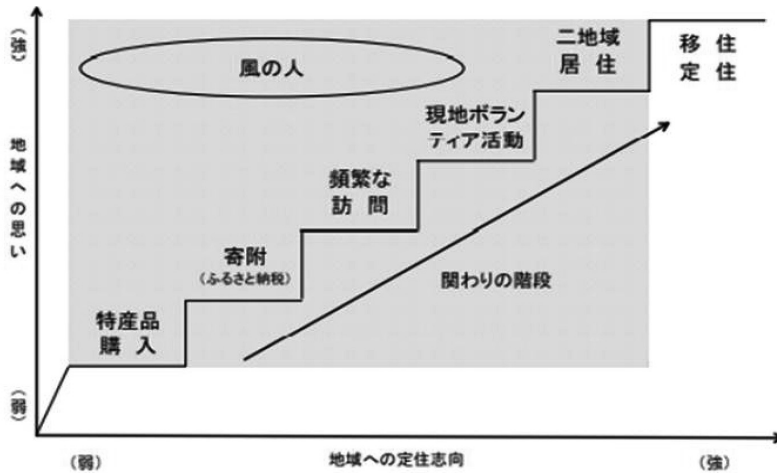 (強)
地域への思い
(弱)
風の人
二地域
居 住
移 住
定 住
現地ボラン
ティア活動
頻繁な
訪 問
寄附
(ふるさと納税)
特産品
購 入
関わりの階段
(弱)
地域への定住志向
(強)